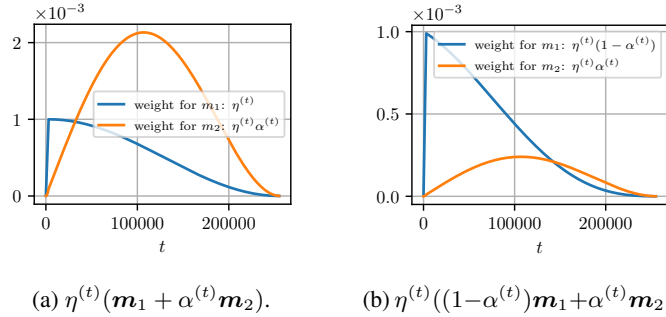 ×10⁻³
2
1
0
weight for m₁: η⁽ᵗ⁾
weight for m₂: η⁽ᵗ⁾α⁽ᵗ⁾
0 100000 200000
t
(a) η⁽ᵗ⁾(m₁ + α⁽ᵗ⁾m₂).
×10⁻³
1.0
0.5
0.0
weight for m₁: η⁽ᵗ⁾(1 − α⁽ᵗ⁾)
weight for m₂: η⁽ᵗ⁾α⁽ᵗ⁾
0 100000 200000
t
(b) η⁽ᵗ⁾((1−α⁽ᵗ⁾)m₁+α⁽ᵗ⁾m₂